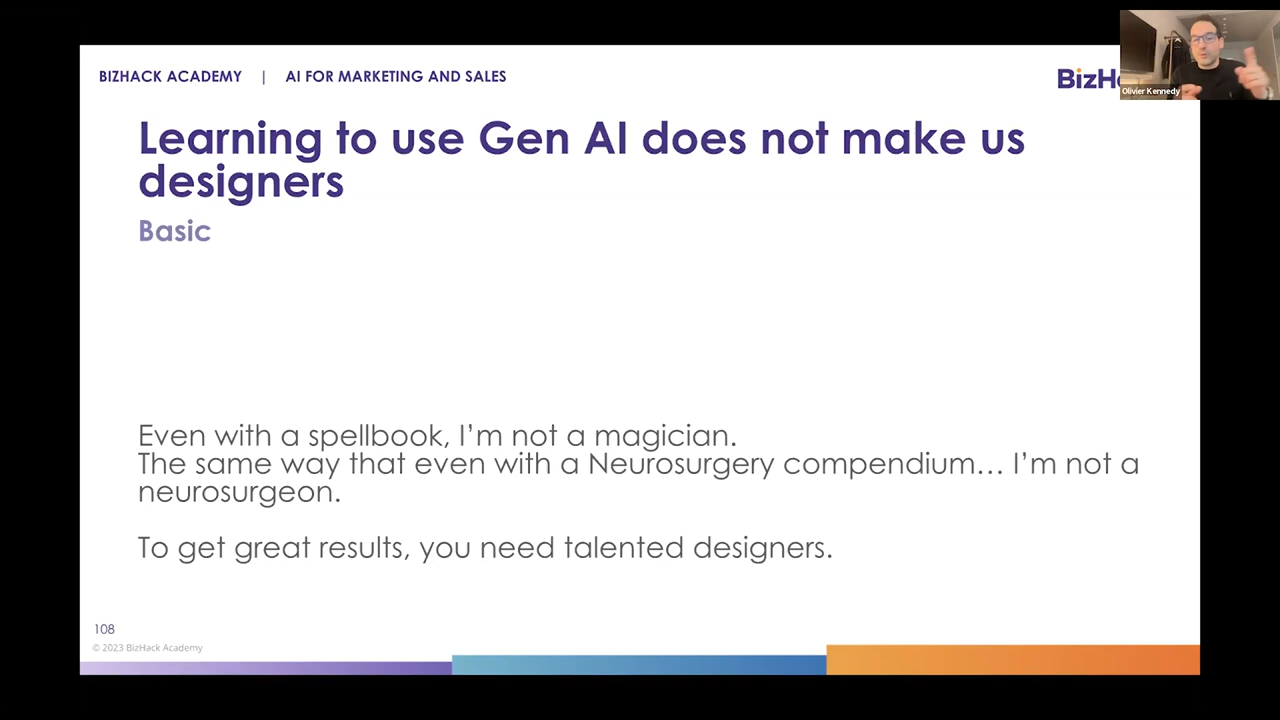 BIZHACK ACADEMY | AI FOR MARKETING AND SALES
BizH
Olivier Kennedy
Learning to use Gen AI does not make us
designers
Basic
Even with a spellbook, I’m not a magician.
The same way that even with a Neurosurgery compendium… I’m not a
neurosurgeon.
To get great results, you need talented designers.
108
© 2023 BizHack Academy